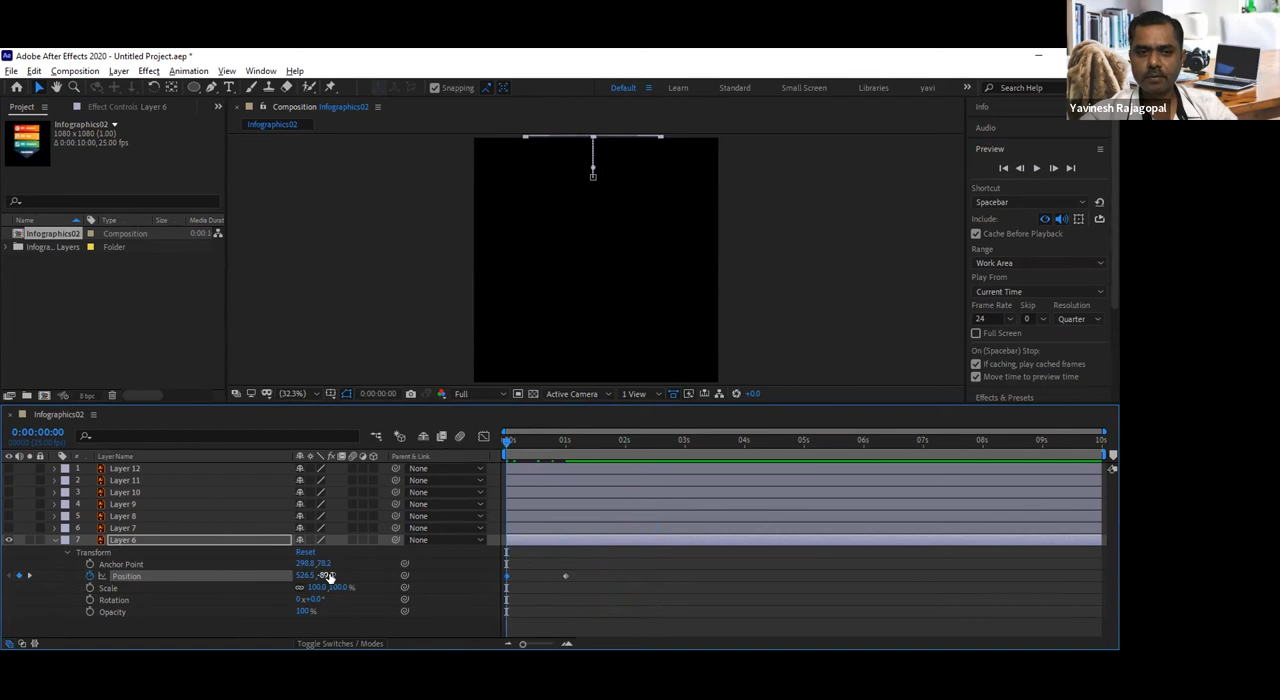 Adobe After Effects 2020 - Untitled Project.aep *
File Edit Composition Layer Effect Animation View Window Help
Snapping Default Learn Standard Small Screen Libraries yavi Search Help
Yavinesh Rajagopal
Project Effect Controls Layer 6 Composition Infographics02 Info
Infographics02 Infographics02
1080 x 1080 (1.00)
Δ 0:00:10:00, 25.00 fps
Audio
Preview
Shortcut
Spacebar
Include:
Cache Before Playback
Range
Work Area
Play From
Current Time
Frame Rate Skip Resolution
24 0 Quarter
Full Screen
On (Spacebar) Stop:
If caching, play cached frames
Move time to preview time
Effects & Presets
Name Type Size Media Durat
Infographics02 Composition 0:00:1
Infogra... Layers Folder
8 bpc (32.3%) 0:00:00:00 Full Active Camera 1 View +0.0
Infographics02
0:00:00:00
00000 (25.00 fps)
01s 02s 03s 04s 05s 06s 07s 08s 09s 10s
# Layer Name Parent & Link
1 Layer 12 None
2 Layer 11 None
3 Layer 10 None
4 Layer 9 None
5 Layer 8 None
6 Layer 7 None
7 Layer 6 None
Transform Reset
Anchor Point 298.8, 78.2
Position 526.5,
Scale 100.0, 100.0 %
Rotation 0 x +0.0°
Opacity 100 %
Toggle Switches / Modes